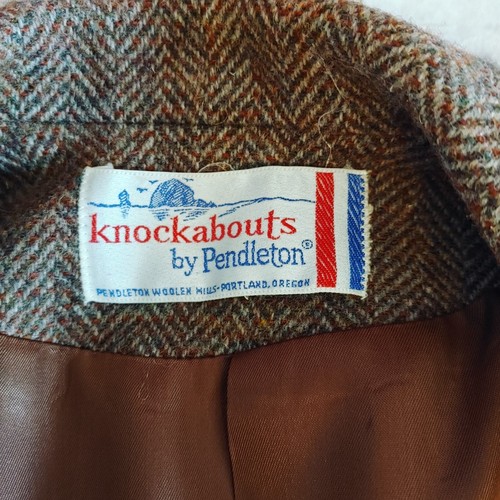 knockabouts
by Pendleton®
PENDLETON WOOLEN MILLS-PORTLAND, OREGON